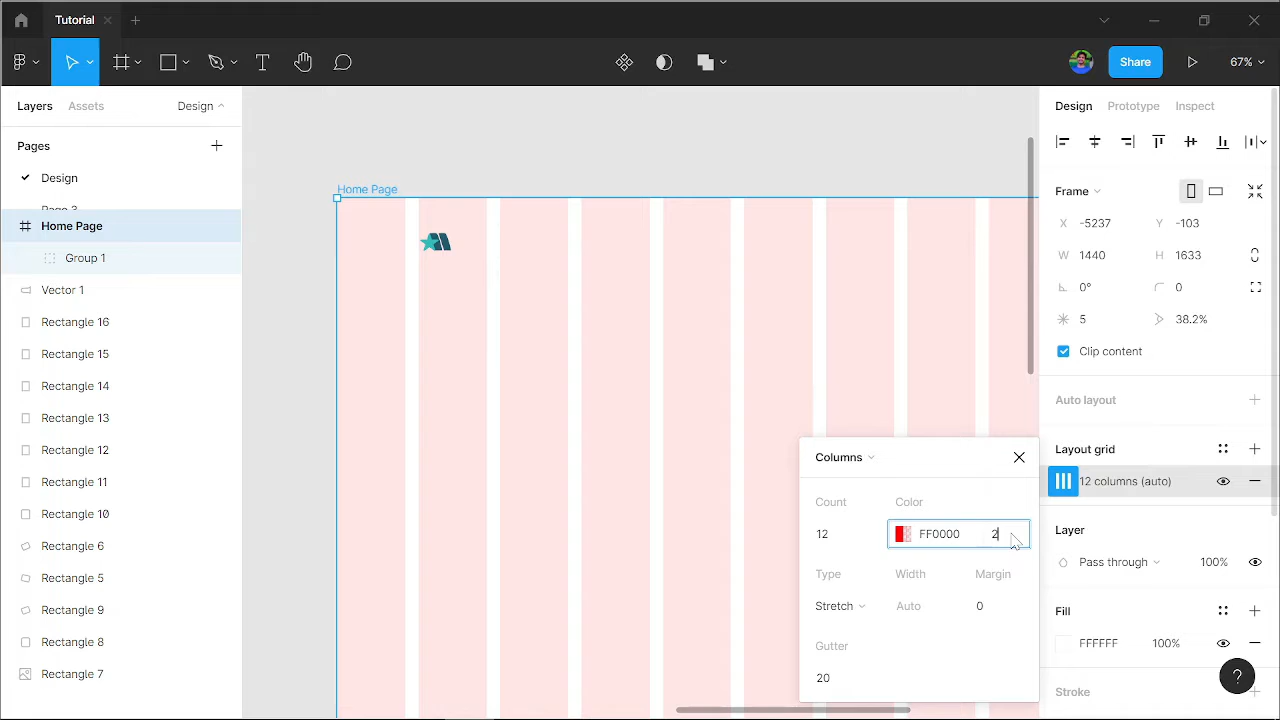 Tutorial
Share
67%
Layers
Assets
Design
Pages
Design
Page 3
Home Page
Group 1
Vector 1
Rectangle 16
Rectangle 15
Rectangle 14
Rectangle 13
Rectangle 12
Rectangle 11
Rectangle 10
Rectangle 6
Rectangle 5
Rectangle 9
Rectangle 8
Rectangle 7
Home Page
Columns
Count
Color
12
FF0000
2
Type
Width
Margin
Stretch
Auto
0
Gutter
20
Design
Prototype
Inspect
Frame
X
-5237
Y
-103
W
1440
H
1633
0°
0
5
38.2%
Clip content
Auto layout
Layout grid
12 columns (auto)
Layer
Pass through
100%
Fill
FFFFFF
100%
Stroke
?